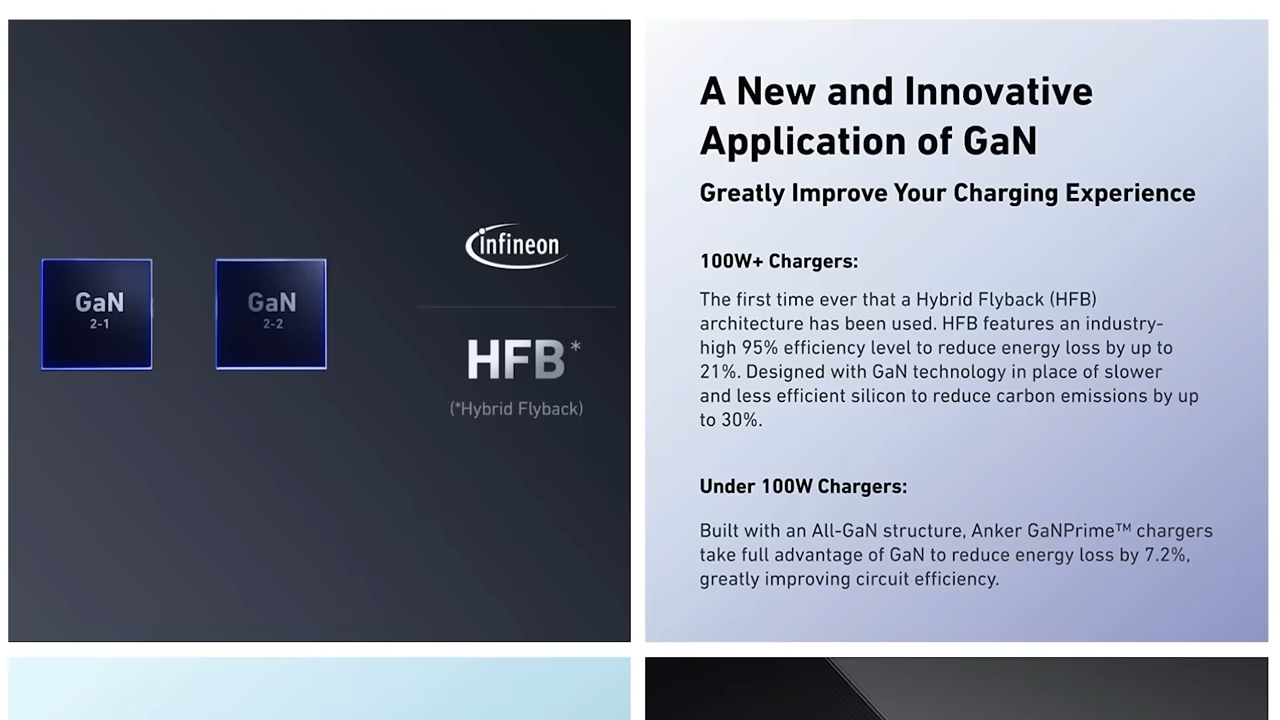 GaN
2-1
GaN
2-2
infineon
HFB*
(*Hybrid Flyback)
A New and Innovative
Application of GaN
Greatly Improve Your Charging Experience
100W+ Chargers:
The first time ever that a Hybrid Flyback (HFB)
architecture has been used. HFB features an industry-
high 95% efficiency level to reduce energy loss by up to
21%. Designed with GaN technology in place of slower
and less efficient silicon to reduce carbon emissions by up
to 30%.
Under 100W Chargers:
Built with an All-GaN structure, Anker GaNPrime™ chargers
take full advantage of GaN to reduce energy loss by 7.2%,
greatly improving circuit efficiency.